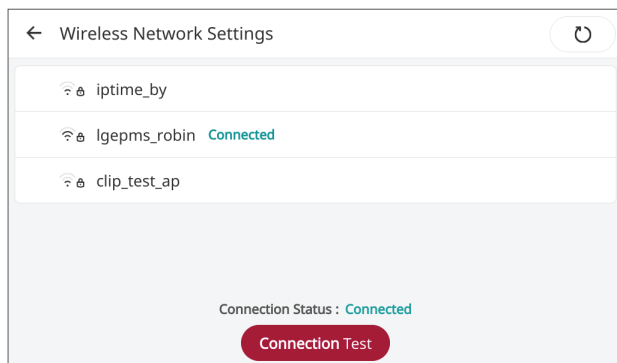 Wireless Network Settings
iptime_by
lgepms_robin Connected
clip_test_ap
Connection Status : Connected
Connection Test